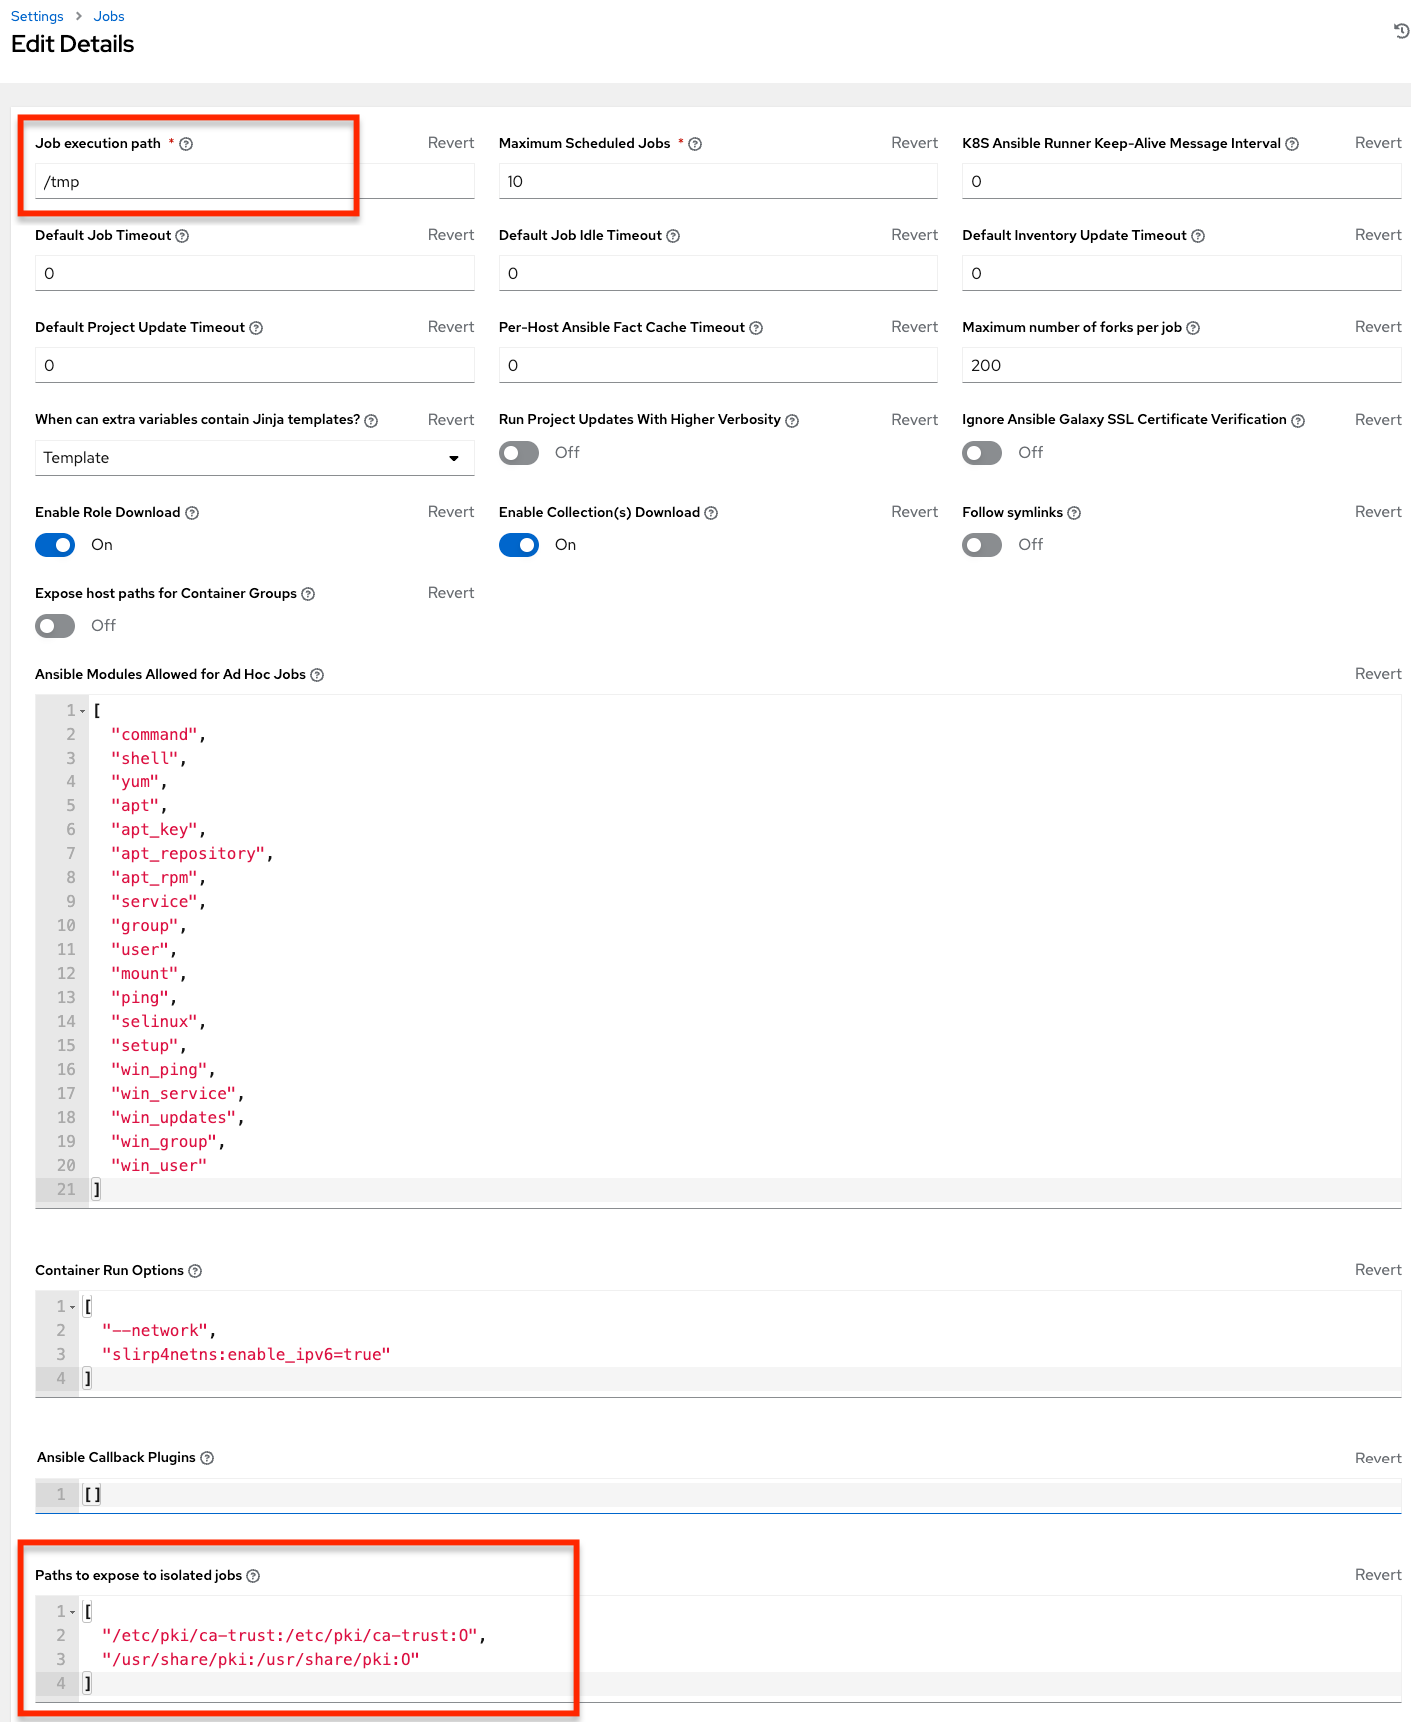 Settings > Jobs
Edit Details
Job execution path * Revert
/tmp
Maximum Scheduled Jobs * Revert
10
K8S Ansible Runner Keep-Alive Message Interval Revert
0
Default Job Timeout Revert
0
Default Job Idle Timeout Revert
0
Default Inventory Update Timeout Revert
0
Default Project Update Timeout Revert
0
Per-Host Ansible Fact Cache Timeout Revert
0
Maximum number of forks per job Revert
200
When can extra variables contain Jinja templates? Revert
Template
Run Project Updates With Higher Verbosity Revert
Off
Ignore Ansible Galaxy SSL Certificate Verification Revert
Off
Enable Role Download Revert
On
Enable Collection(s) Download Revert
On
Follow symlinks Revert
Off
Expose host paths for Container Groups Revert
Off
Ansible Modules Allowed for Ad Hoc Jobs Revert
1 [
2 "command",
3 "shell",
4 "yum",
5 "apt",
6 "apt_key",
7 "apt_repository",
8 "apt_rpm",
9 "service",
10 "group",
11 "user",
12 "mount",
13 "ping",
14 "selinux",
15 "setup",
16 "win_ping",
17 "win_service",
18 "win_updates",
19 "win_group",
20 "win_user"
21 ]
Container Run Options Revert
1 [
2 "--network",
3 "slirp4netns:enable_ipv6=true"
4 ]
Ansible Callback Plugins Revert
1 []
Paths to expose to isolated jobs Revert
1 [
2 "/etc/pki/ca-trust:/etc/pki/ca-trust:O",
3 "/usr/share/pki:/usr/share/pki:O"
4 ]